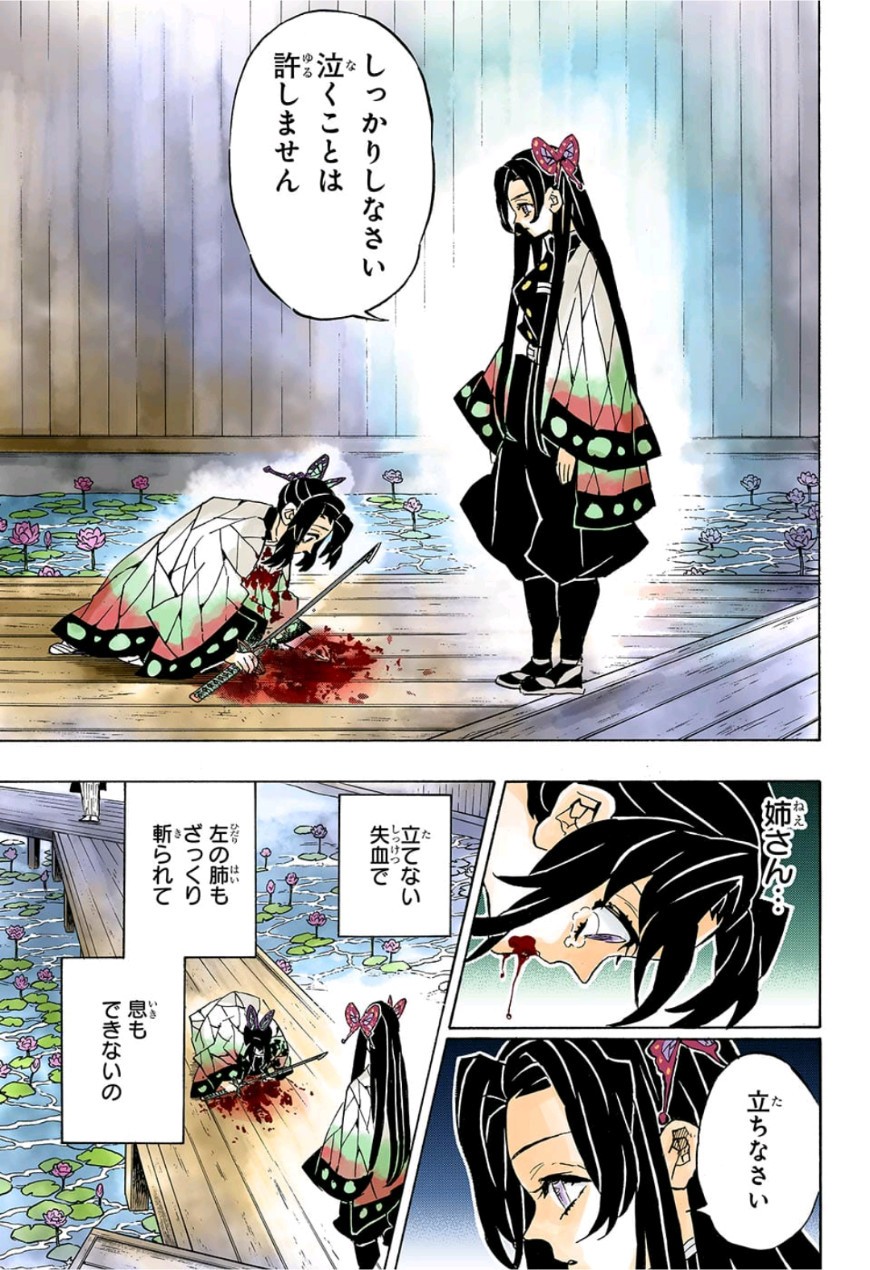 しっかりしなさい
泣くことは
許しません
姉さん…
立ちなさい
立てない
失血で
左の肺も
ざっくり
斬られて
息も
できないの